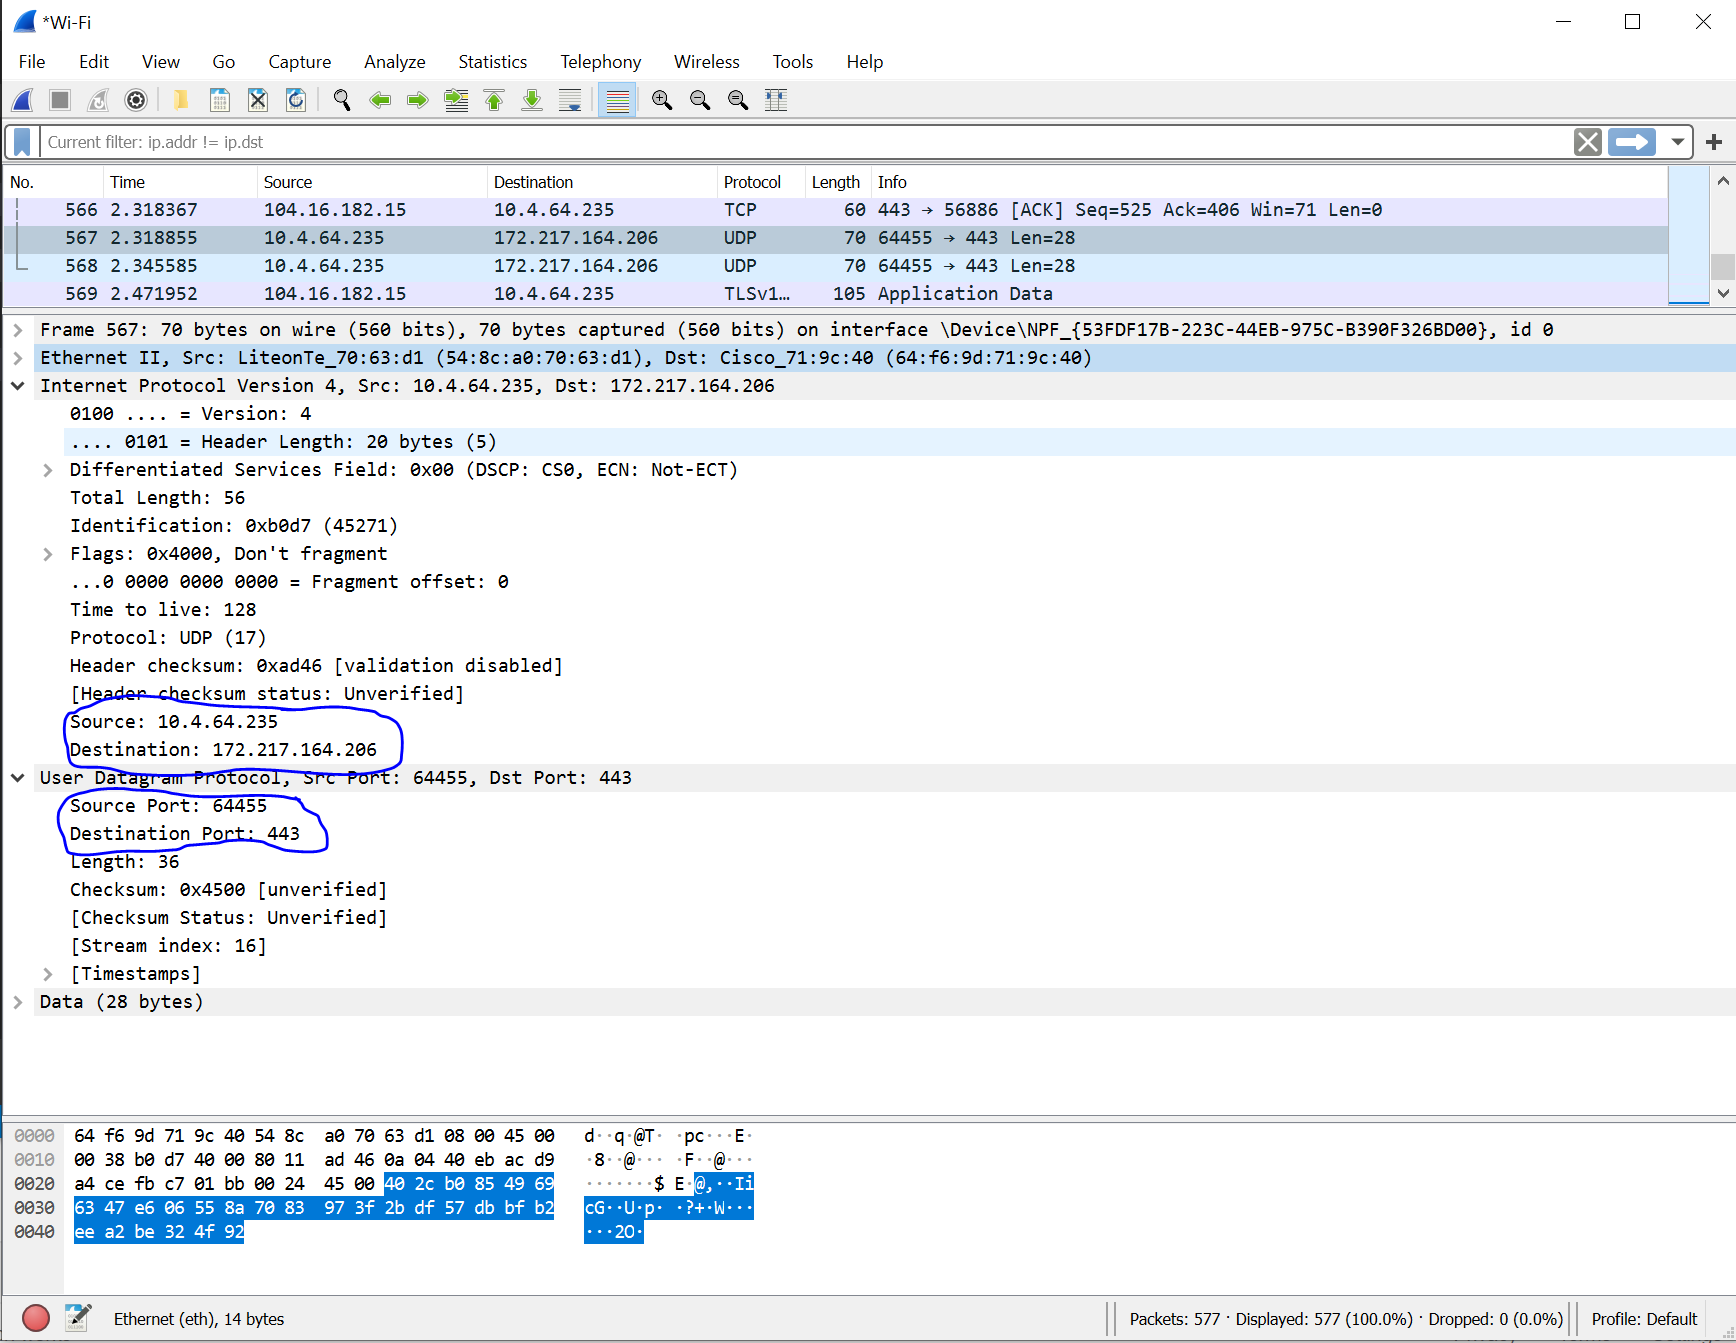 *Wi-Fi
File Edit View Go Capture Analyze Statistics Telephony Wireless Tools Help
Current filter: ip.addr != ip.dst
No. Time Source Destination Protocol Length Info
566 2.318367 104.16.182.15 10.4.64.235 TCP 60 443 → 56886 [ACK] Seq=525 Ack=406 Win=71 Len=0
567 2.318855 10.4.64.235 172.217.164.206 UDP 70 64455 → 443 Len=28
568 2.345585 10.4.64.235 172.217.164.206 UDP 70 64455 → 443 Len=28
569 2.471952 104.16.182.15 10.4.64.235 TLSv1… 105 Application Data
Frame 567: 70 bytes on wire (560 bits), 70 bytes captured (560 bits) on interface \Device\NPF_{53FDF17B-223C-44EB-975C-B390F326BD00}, id 0
Ethernet II, Src: LiteonTe_70:63:d1 (54:8c:a0:70:63:d1), Dst: Cisco_71:9c:40 (64:f6:9d:71:9c:40)
Internet Protocol Version 4, Src: 10.4.64.235, Dst: 172.217.164.206
0100 .... = Version: 4
.... 0101 = Header Length: 20 bytes (5)
Differentiated Services Field: 0x00 (DSCP: CS0, ECN: Not-ECT)
Total Length: 56
Identification: 0xb0d7 (45271)
Flags: 0x4000, Don't fragment
...0 0000 0000 0000 = Fragment offset: 0
Time to live: 128
Protocol: UDP (17)
Header checksum: 0xad46 [validation disabled]
[Header checksum status: Unverified]
Source: 10.4.64.235
Destination: 172.217.164.206
User Datagram Protocol, Src Port: 64455, Dst Port: 443
Source Port: 64455
Destination Port: 443
Length: 36
Checksum: 0x4500 [unverified]
[Checksum Status: Unverified]
[Stream index: 16]
[Timestamps]
Data (28 bytes)
0000 64 f6 9d 71 9c 40 54 8c a0 70 63 d1 08 00 45 00 d··q·@T· ·pc···E·
0010 00 38 b0 d7 40 00 80 11 ad 46 0a 04 40 eb ac d9 ·8··@··· ·F··@···
0020 a4 ce fb c7 01 bb 00 24 45 00 40 2c b0 85 49 69 ·······$ E·@,··Ii
0030 63 47 e6 06 55 8a 70 83 97 3f 2b df 57 db bf b2 cG··U·p· ·?+·W···
0040 ee a2 be 32 4f 92 ···2O·
Ethernet (eth), 14 bytes Packets: 577 · Displayed: 577 (100.0%) · Dropped: 0 (0.0%) Profile: Default